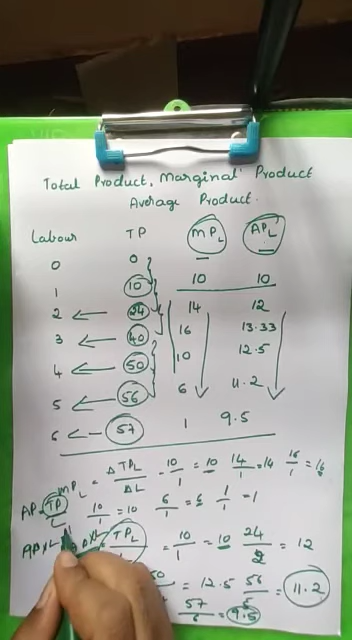 Total Product, Marginal Product
Average Product.
Labour TP MPL APL
0 0
1 10 10 10
2 ← 24 14 12
3 ← 40 16 13.33
4 ← 50 10 12.5
5 ← 56 6 11.2
6 ← 57 1 9.5
MPL = ΔTPL/ΔL = 10/1 = 10 14/1 = 14 16/1 = 16
10/1 = 10 6/1 = 6 1/1 = 1
AP = TP/L
TPL = 10/1 = 10 24/2 = 12
= 12.5 56/5 = 11.2
57/6 = 9.5